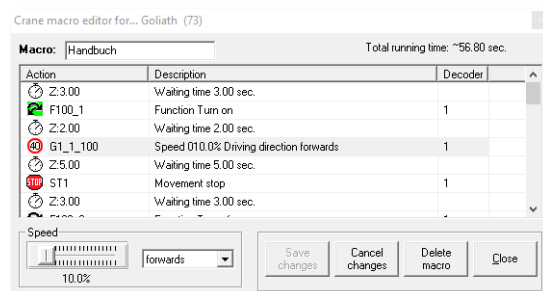 Crane macro editor for... Goliath (73)
Macro: Handbuch Total running time: ~56.80 sec.
Action Description Decoder
Z:3.00 Waiting time 3.00 sec.
F100_1 Function Turn on 1
Z:2.00 Waiting time 2.00 sec.
40 G1_1_100 Speed 010.0% Driving direction forwards 1
Z:5.00 Waiting time 5.00 sec.
STOP ST1 Movement stop 1
Z:3.00 Waiting time 3.00 sec.
Speed
forwards
10.0%
Save changes
Cancel changes
Delete macro
Close